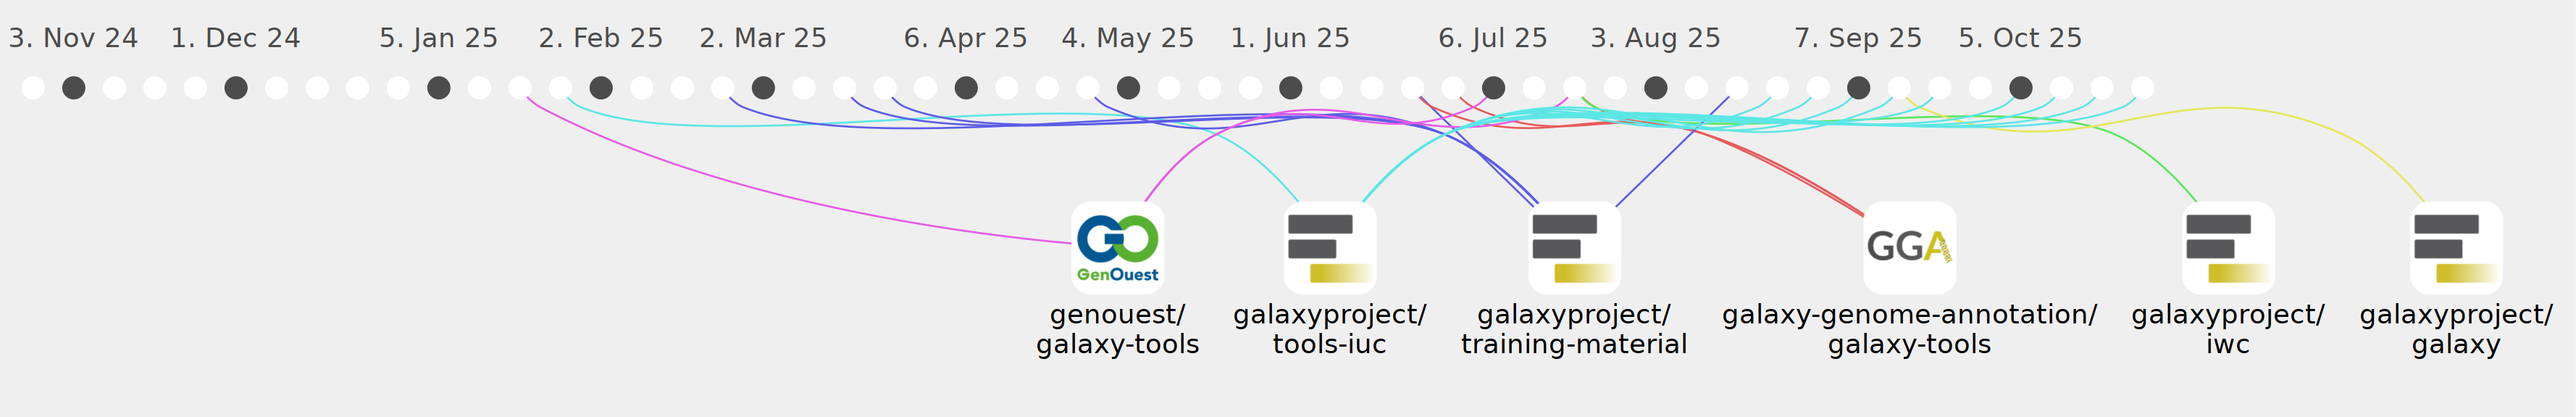 3. Nov 24 1. Dec 24 5. Jan 25 2. Feb 25 2. Mar 25 6. Apr 25 4. May 25 1. Jun 25 6. Jul 25 3. Aug 25 7. Sep 25 5. Oct 25
GO GGA
GenOuest
genouest/ galaxyproject/ galaxyproject/ galaxy-genome-annotation/ galaxyproject/ galaxyproject/
galaxy-tools tools-iuc training-material galaxy-tools iwc galaxy